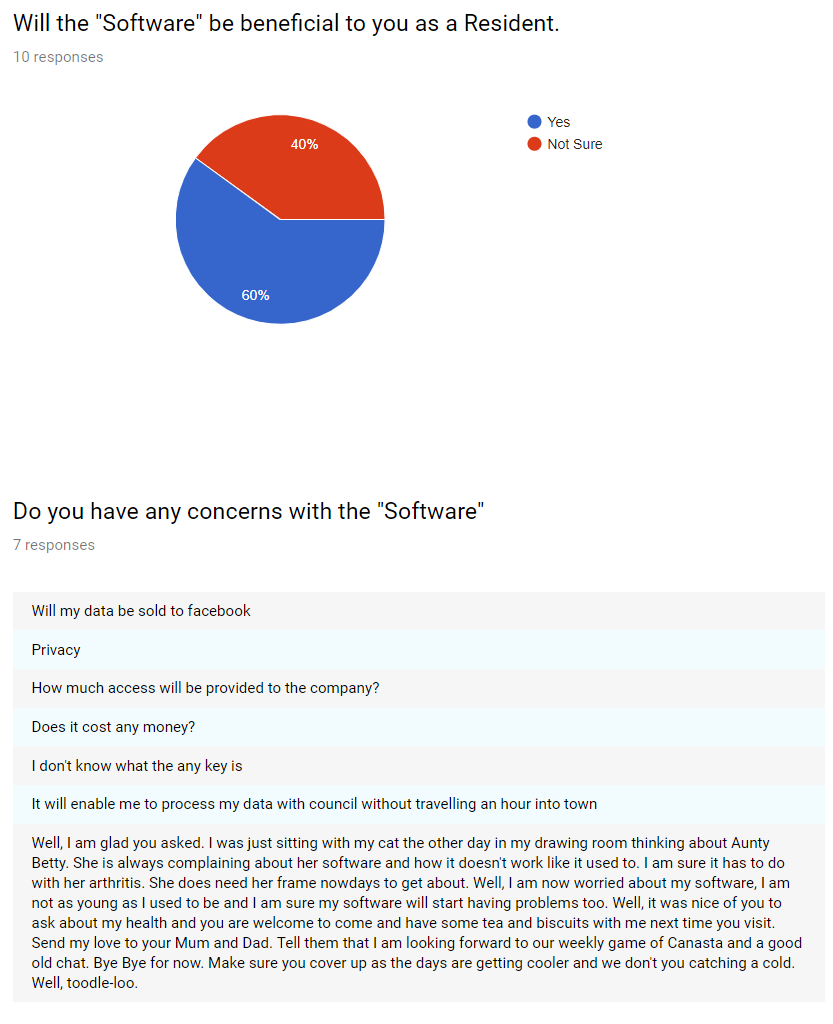 Will the "Software" be beneficial to you as a Resident.
10 responses
Yes
Not Sure
40%
60%
Do you have any concerns with the "Software"
7 responses
Will my data be sold to facebook
Privacy
How much access will be provided to the company?
Does it cost any money?
I don't know what the any key is
It will enable me to process my data with council without travelling an hour into town
Well, I am glad you asked. I was just sitting with my cat the other day in my drawing room thinking about Aunty
Betty. She is always complaining about her software and how it doesn't work like it used to. I am sure it has to do
with her arthritis. She does need her frame nowdays to get about. Well, I am now worried about my software, I am
not as young as I used to be and I am sure my software will start having problems too. Well, it was nice of you to
ask about my health and you are welcome to come and have some tea and biscuits with me next time you visit.
Send my love to your Mum and Dad. Tell them that I am looking forward to our weekly game of Canasta and a good
old chat. Bye Bye for now. Make sure you cover up as the days are getting cooler and we don't you catching a cold.
Well, toodle-loo.